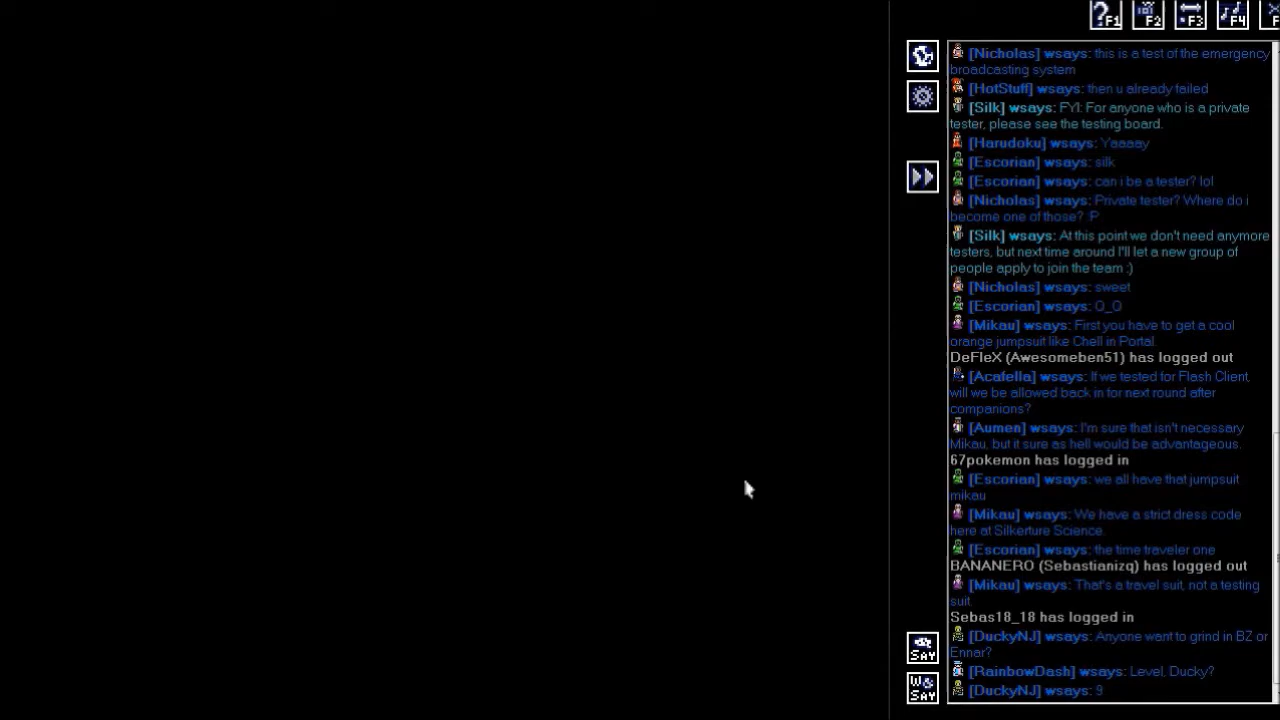 ?F1 F2 F3 F4 F
[Nicholas] wsays: this is a test of the emergency
broadcasting system
[HotStuff] wsays: then u already failed
[Silk] wsays: FYI: For anyone who is a private
tester, please see the testing board.
[Harudoku] wsays: Yaaaay
[Escorian] wsays: silk
[Escorian] wsays: can i be a tester? lol
[Nicholas] wsays: Private tester? Where do i
become one of those? :P
[Silk] wsays: At this point we don't need anymore
testers, but next time around I'll let a new group of
people apply to join the team :)
[Nicholas] wsays: sweet
[Escorian] wsays: O_O
[Mikau] wsays: First you have to get a cool
orange jumpsuit like Chell in Portal.
DeFleX (Awesomeben51) has logged out
[Acafella] wsays: If we tested for Flash Client,
will we be allowed back in for next round after
companions?
[Aumen] wsays: I'm sure that isn't necessary
Mikau, but it sure as hell would be advantageous.
67pokemon has logged in
[Escorian] wsays: we all have that jumpsuit
mikau
[Mikau] wsays: We have a strict dress code
here at Silkerture Science.
[Escorian] wsays: the time traveler one
BANANERO (Sebastianizq) has logged out
[Mikau] wsays: That's a travel suit, not a testing
suit.
Sebas18_18 has logged in
[DuckyNJ] wsays: Anyone want to grind in BZ or
Ennar?
SAY
[RainbowDash] wsays: Level, Ducky?
[DuckyNJ] wsays: 9
SAY